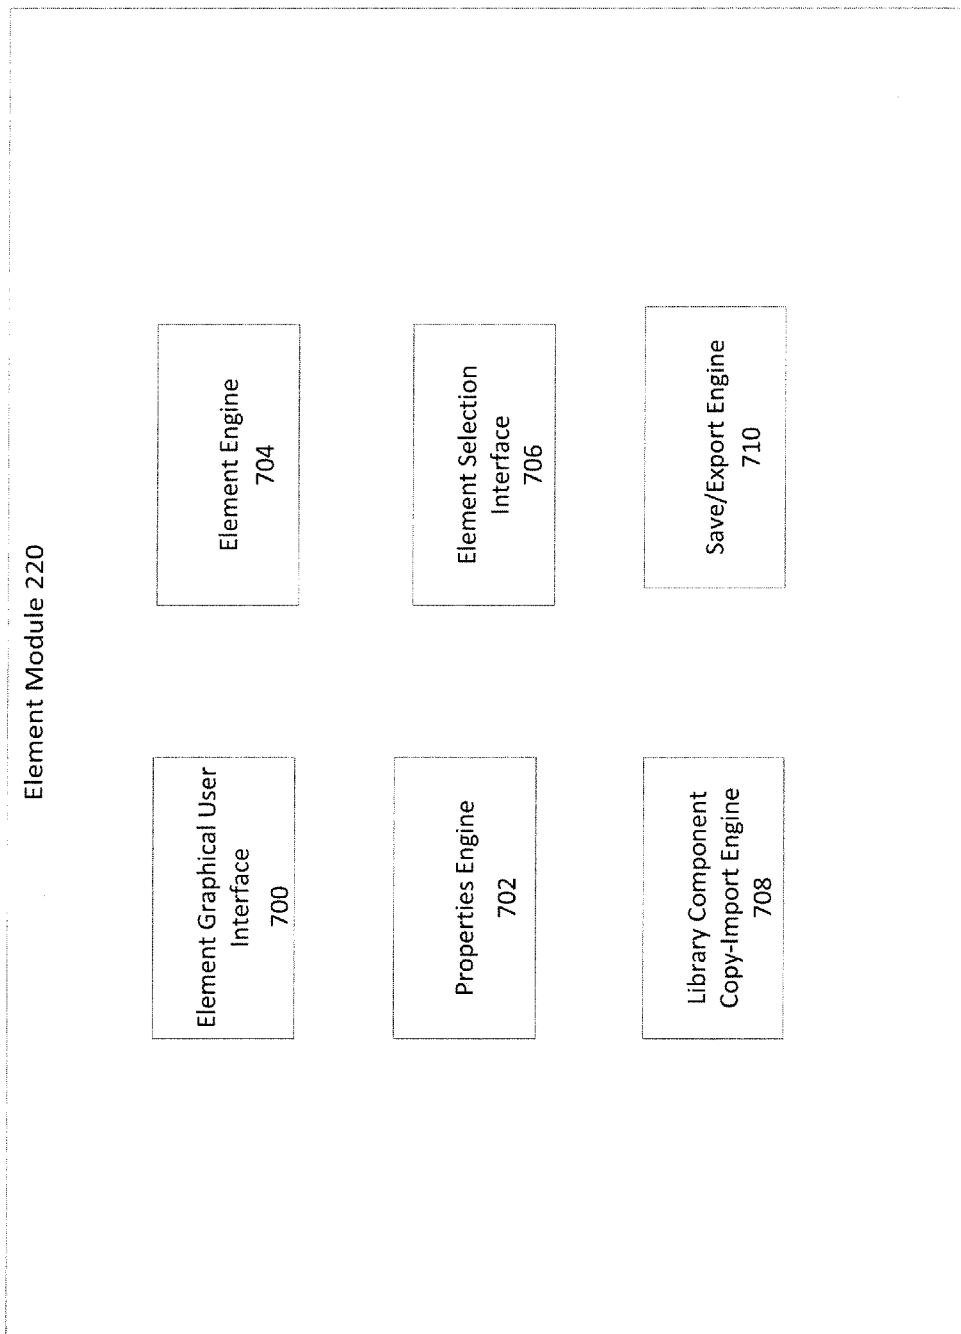 Element Module 220
Element Graphical User
Interface
700
Element Engine
704
Properties Engine
702
Element Selection
Interface
706
Library Component
Copy-Import Engine
708
Save/Export Engine
710